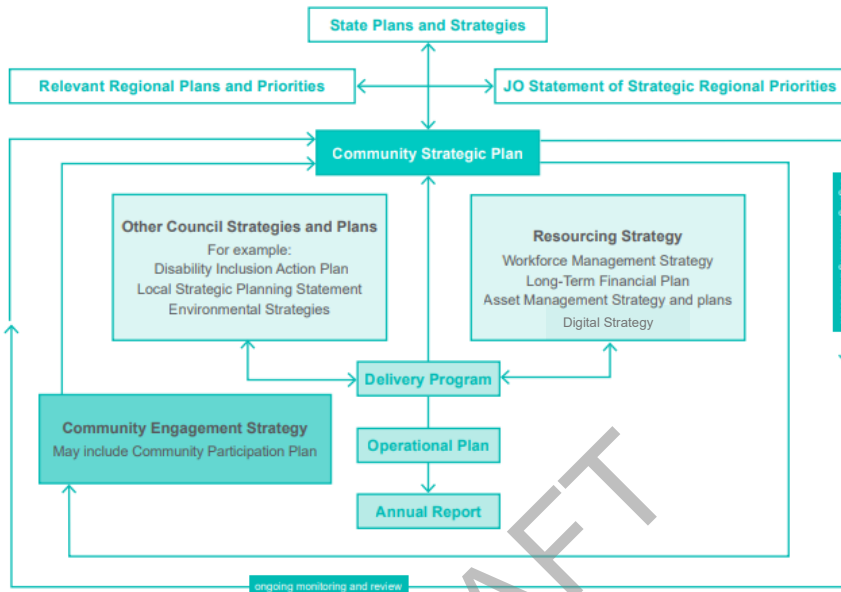 State Plans and Strategies
Relevant Regional Plans and Priorities
JO Statement of Strategic Regional Priorities
Community Strategic Plan
Other Council Strategies and Plans
For example:
Disability Inclusion Action Plan
Local Strategic Planning Statement
Environmental Strategies
Resourcing Strategy
Workforce Management Strategy
Long-Term Financial Plan
Asset Management Strategy and plans
Digital Strategy
Delivery Program
Community Engagement Strategy
May include Community Participation Plan
Operational Plan
Annual Report
ongoing monitoring and review